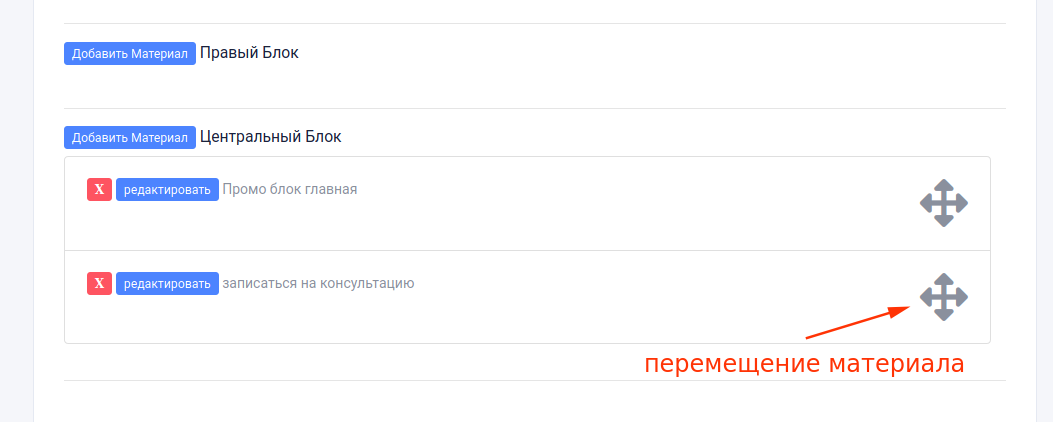 Добавить Материал Правый Блок
Добавить Материал Центральный Блок
X редактировать Промо блок главная
X редактировать записаться на консультацию
перемещение материала